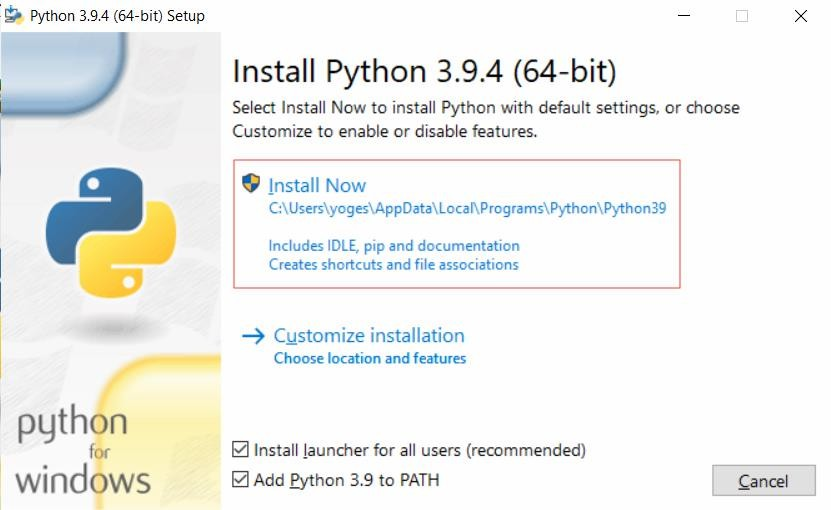 Python 3.9.4 (64-bit) Setup
Install Python 3.9.4 (64-bit)
Select Install Now to install Python with default settings, or choose
Customize to enable or disable features.
Install Now
C:\Users\yoges\AppData\Local\Programs\Python\Python39
Includes IDLE, pip and documentation
Creates shortcuts and file associations
Customize installation
Choose location and features
python
for
windows
Install launcher for all users (recommended)
Add Python 3.9 to PATH
Cancel